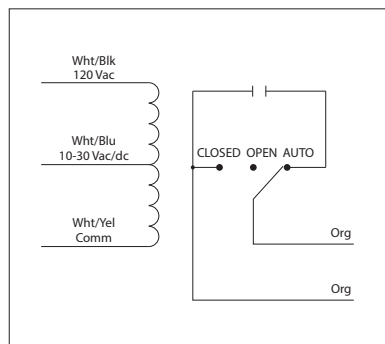 Wht/Blk
120 Vac
Wht/Blu
10-30 Vac/dc
Wht/Yel
Comm
CLOSED OPEN AUTO
Org
Org